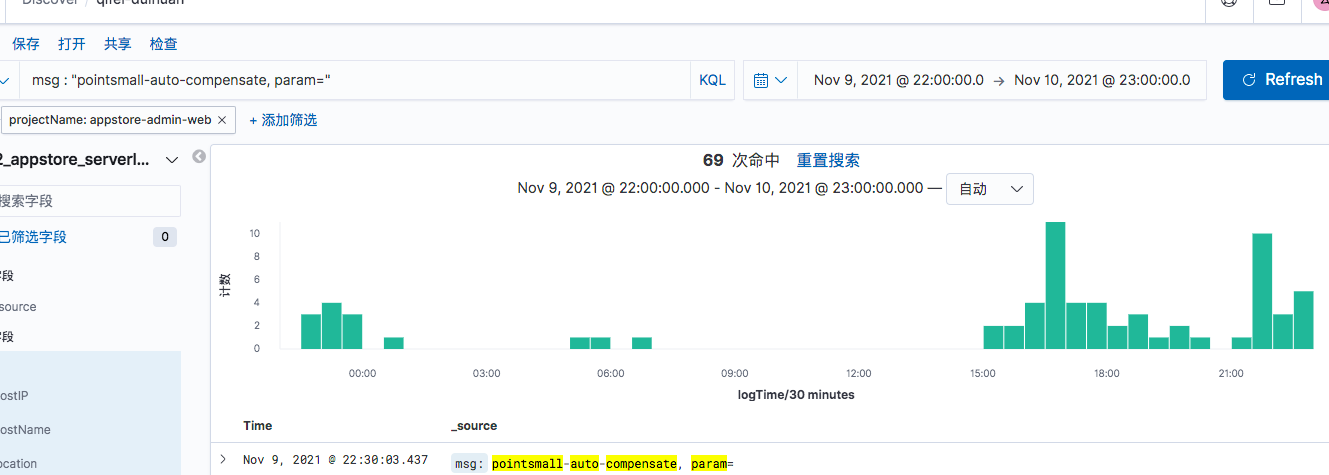 Discover / qifei-duihuan
保存 打开 共享 检查
msg : "pointsmall-auto-compensate, param=" KQL Nov 9, 2021 @ 22:00:00.0 → Nov 10, 2021 @ 23:00:00.0 Refresh
projectName: appstore-admin-web × + 添加筛选
2_appstore_serverl...
69 次命中 重置搜索
Nov 9, 2021 @ 22:00:00.000 - Nov 10, 2021 @ 23:00:00.000 — 自动
搜索字段
已筛选字段 0
字段
source
字段
ostIP
ostName
ocation
计数
10
8
6
4
2
0
00:00 03:00 06:00 09:00 12:00 15:00 18:00 21:00
logTime/30 minutes
Time _source
Nov 9, 2021 @ 22:30:03.437 msg: pointsmall-auto-compensate, param=